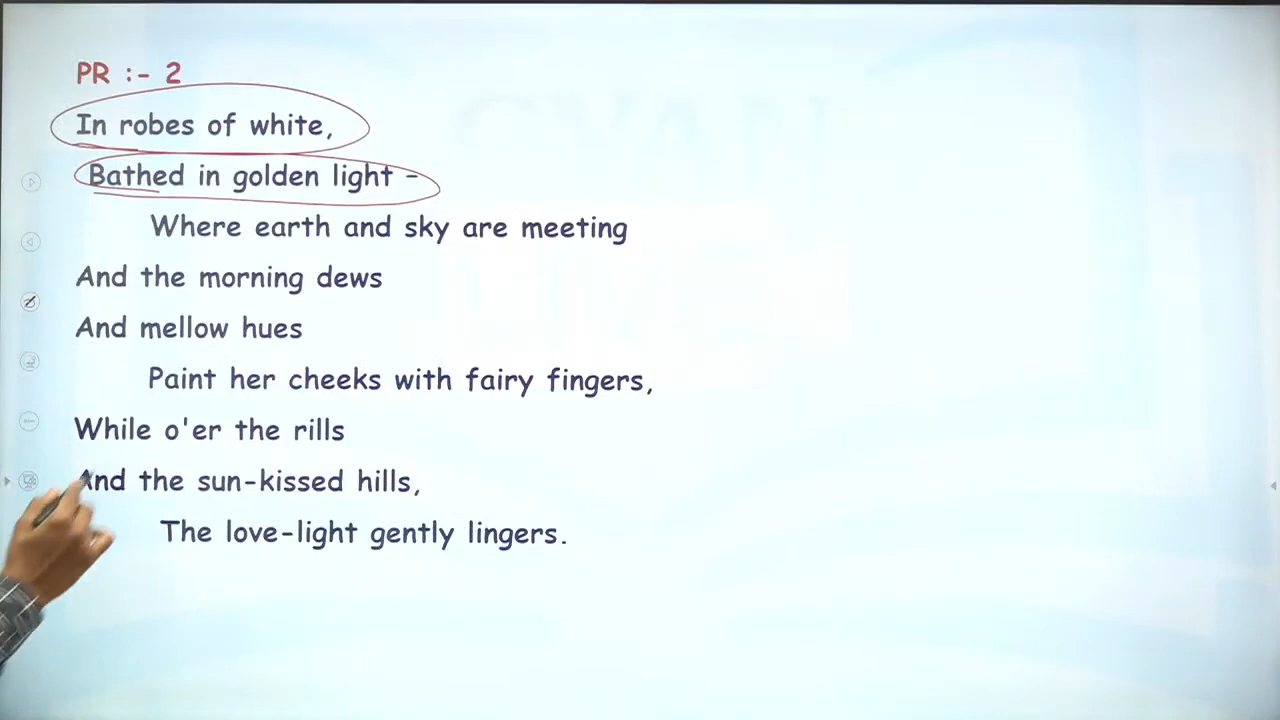 PR :- 2
In robes of white,
Bathed in golden light -
Where earth and sky are meeting
And the morning dews
And mellow hues
Paint her cheeks with fairy fingers,
While o'er the rills
And the sun-kissed hills,
The love-light gently lingers.